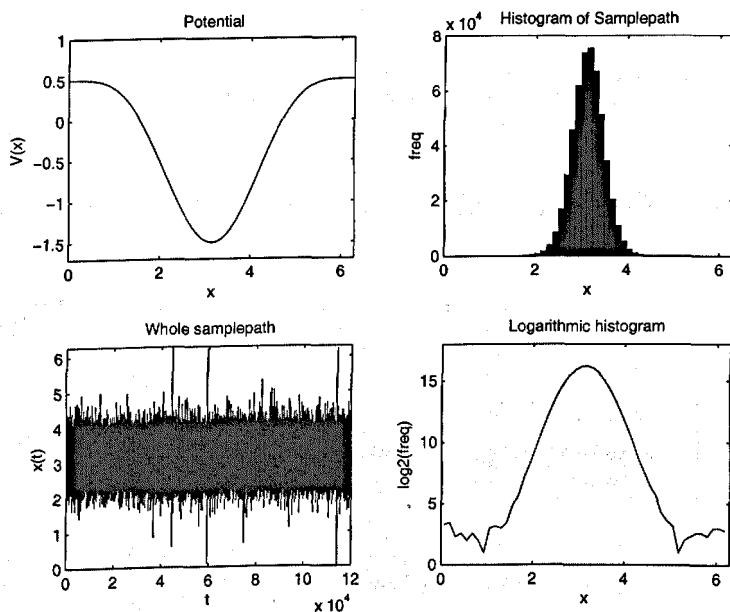 Potential
1
0.5
0
−0.5
−1
−1.5
V(x)
0
2
4
6
x
Histogram of Samplepath
x 10^4
8
6
4
2
0
freq
0
2
4
6
x
Whole samplepath
6
5
4
3
2
1
0
x(t)
0
2
4
6
8
10
12
x 10^4
t
Logarithmic histogram
15
10
5
0
log2(freq)
0
2
4
6
x